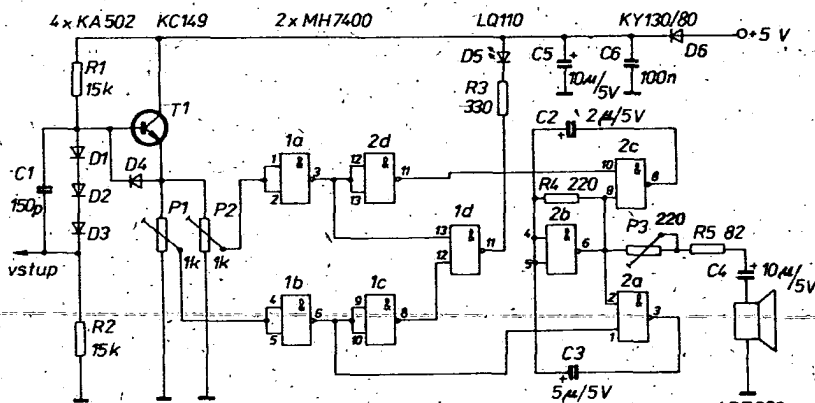 4 x KA 502 KC149 2 x MH7400 LQ110 KY130/80
+5 V
D6
R1
15k
T1
D5
R3
330
C5
+
10µ/5V
C6
100n
C2
2µ/5V
+
C1
150p
D1
D2
D3
D4
vstup
R2
15k
P1
1k
P2
1k
1a
&
1
2
3
2d
&
12
13
11
1d
&
13
12
11
1b
&
4
5
6
1c
&
9
10
8
2c
&
10
9
8
R4 220
2b
&
4
5
6
P3 220
R5 82
C4
+
10µ/5V
2a
&
2
1
3
C3
+
5µ/5V